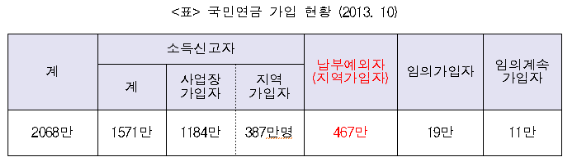 <표> 국민연금 가입 현황 (2013. 10)
계
소득신고자
계
사업장
가입자
지역
가입자
납부예외자
(지역가입자)
임의가입자
임의계속
가입자
2068만
1571만
1184만
387만명
467만
19만
11만